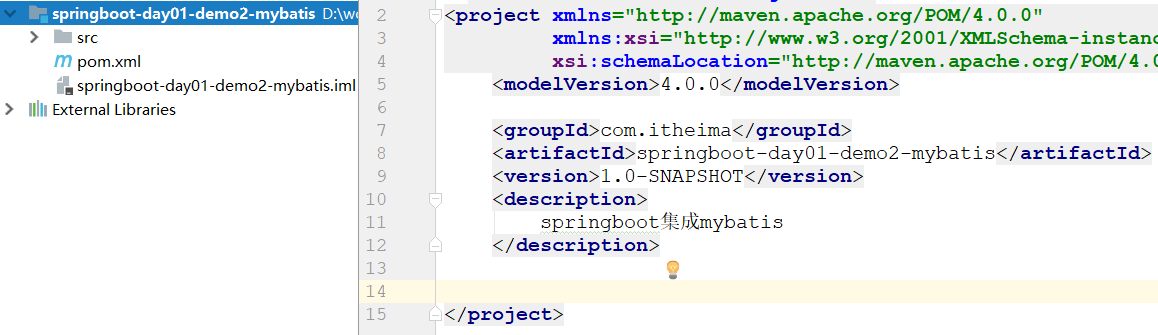 springboot-day01-demo2-mybatis D:\wo
src
pom.xml
springboot-day01-demo2-mybatis.iml
External Libraries
2 <project xmlns="http://maven.apache.org/POM/4.0.0"
3 xmlns:xsi="http://www.w3.org/2001/XMLSchema-instanc
4 xsi:schemaLocation="http://maven.apache.org/POM/4.0
5 <modelVersion>4.0.0</modelVersion>
6
7 <groupId>com.itheima</groupId>
8 <artifactId>springboot-day01-demo2-mybatis</artifactId>
9 <version>1.0-SNAPSHOT</version>
10 <description>
11 springboot集成mybatis
12 </description>
13
14
15 </project>